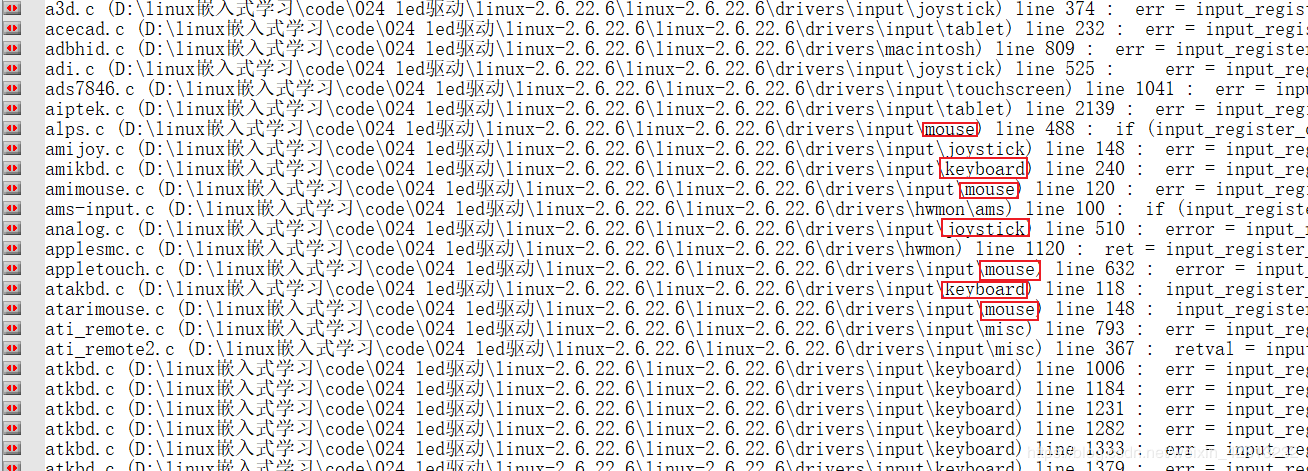 a3d.c (D:\linux嵌入式学习\code\024 led驱动\linux-2.6.22.6\linux-2.6.22.6\drivers\input\joystick) line 374 : err = input_regis
acecad.c (D:\linux嵌入式学习\code\024 led驱动\linux-2.6.22.6\linux-2.6.22.6\drivers\input\tablet) line 232 : err = input_regi
adbhid.c (D:\linux嵌入式学习\code\024 led驱动\linux-2.6.22.6\linux-2.6.22.6\drivers\macintosh) line 809 : err = input_register
adi.c (D:\linux嵌入式学习\code\024 led驱动\linux-2.6.22.6\linux-2.6.22.6\drivers\input\joystick) line 525 : err = input_reg
ads7846.c (D:\linux嵌入式学习\code\024 led驱动\linux-2.6.22.6\linux-2.6.22.6\drivers\input\touchscreen) line 1041 : err = inp
aiptek.c (D:\linux嵌入式学习\code\024 led驱动\linux-2.6.22.6\linux-2.6.22.6\drivers\input\tablet) line 2139 : err = input_reg
alps.c (D:\linux嵌入式学习\code\024 led驱动\linux-2.6.22.6\linux-2.6.22.6\drivers\input\mouse) line 488 : if (input_register_
amijoy.c (D:\linux嵌入式学习\code\024 led驱动\linux-2.6.22.6\linux-2.6.22.6\drivers\input\joystick) line 148 : err = input_re
amikbd.c (D:\linux嵌入式学习\code\024 led驱动\linux-2.6.22.6\linux-2.6.22.6\drivers\input\keyboard) line 240 : err = input_re
amimouse.c (D:\linux嵌入式学习\code\024 led驱动\linux-2.6.22.6\linux-2.6.22.6\drivers\input\mouse) line 120 : err = input_reg
ams-input.c (D:\linux嵌入式学习\code\024 led驱动\linux-2.6.22.6\linux-2.6.22.6\drivers\hwmon\ams) line 100 : if (input_registe
analog.c (D:\linux嵌入式学习\code\024 led驱动\linux-2.6.22.6\linux-2.6.22.6\drivers\input\joystick) line 510 : error = input_
applesmc.c (D:\linux嵌入式学习\code\024 led驱动\linux-2.6.22.6\linux-2.6.22.6\drivers\hwmon) line 1120 : ret = input_register_
appletouch.c (D:\linux嵌入式学习\code\024 led驱动\linux-2.6.22.6\linux-2.6.22.6\drivers\input\mouse) line 632 : error = input_
atakbd.c (D:\linux嵌入式学习\code\024 led驱动\linux-2.6.22.6\linux-2.6.22.6\drivers\input\keyboard) line 118 : input_register_
atarimouse.c (D:\linux嵌入式学习\code\024 led驱动\linux-2.6.22.6\linux-2.6.22.6\drivers\input\mouse) line 148 : input_regist
ati_remote.c (D:\linux嵌入式学习\code\024 led驱动\linux-2.6.22.6\linux-2.6.22.6\drivers\input\misc) line 793 : err = input_reg
ati_remote2.c (D:\linux嵌入式学习\code\024 led驱动\linux-2.6.22.6\linux-2.6.22.6\drivers\input\misc) line 367 : retval = inpu
atkbd.c (D:\linux嵌入式学习\code\024 led驱动\linux-2.6.22.6\linux-2.6.22.6\drivers\input\keyboard) line 1006 : err = input_reg
atkbd.c (D:\linux嵌入式学习\code\024 led驱动\linux-2.6.22.6\linux-2.6.22.6\drivers\input\keyboard) line 1184 : err = input_reg
atkbd.c (D:\linux嵌入式学习\code\024 led驱动\linux-2.6.22.6\linux-2.6.22.6\drivers\input\keyboard) line 1231 : err = input_reg
atkbd.c (D:\linux嵌入式学习\code\024 led驱动\linux-2.6.22.6\linux-2.6.22.6\drivers\input\keyboard) line 1282 : err = input_reg
atkbd.c (D:\linux嵌入式学习\code\024 led驱动\linux-2.6.22.6\linux-2.6.22.6\drivers\input\keyboard) line 1333 : err = input_reg
atkbd.c (D:\linux嵌入式学习\code\024 led驱动\linux-2.6.22.6\linux-2.6.22.6\drivers\input\keyboard) line 1379 : err = input_reg